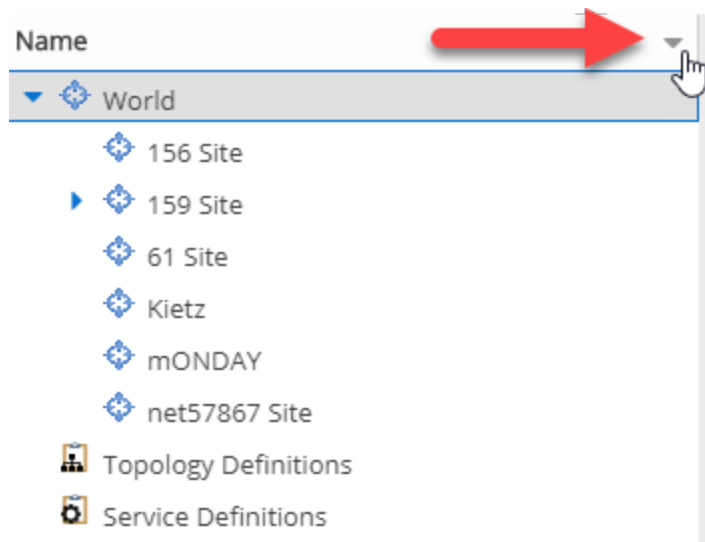 Name
World
156 Site
159 Site
61 Site
Kietz
mONDAY
net57867 Site
Topology Definitions
Service Definitions